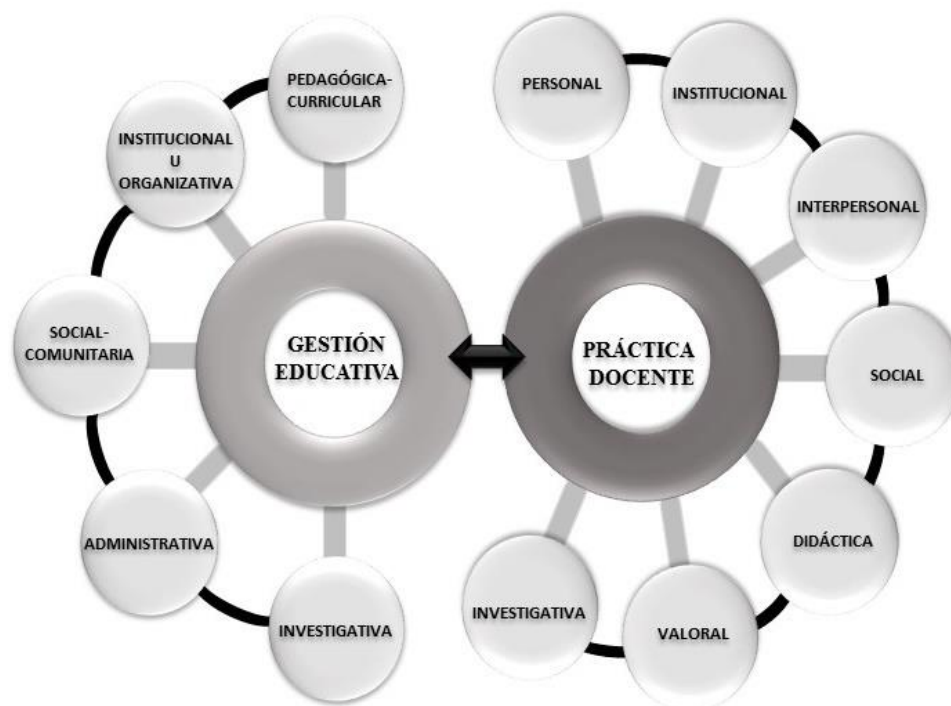 PEDAGÓGICA-
CURRICULAR
INSTITUCIONAL
U
ORGANIZATIVA
SOCIAL-
COMUNITARIA
ADMINISTRATIVA
INVESTIGATIVA
GESTIÓN
EDUCATIVA
PRÁCTICA
DOCENTE
PERSONAL
INSTITUCIONAL
INTERPERSONAL
SOCIAL
DIDÁCTICA
VALORAL
INVESTIGATIVA